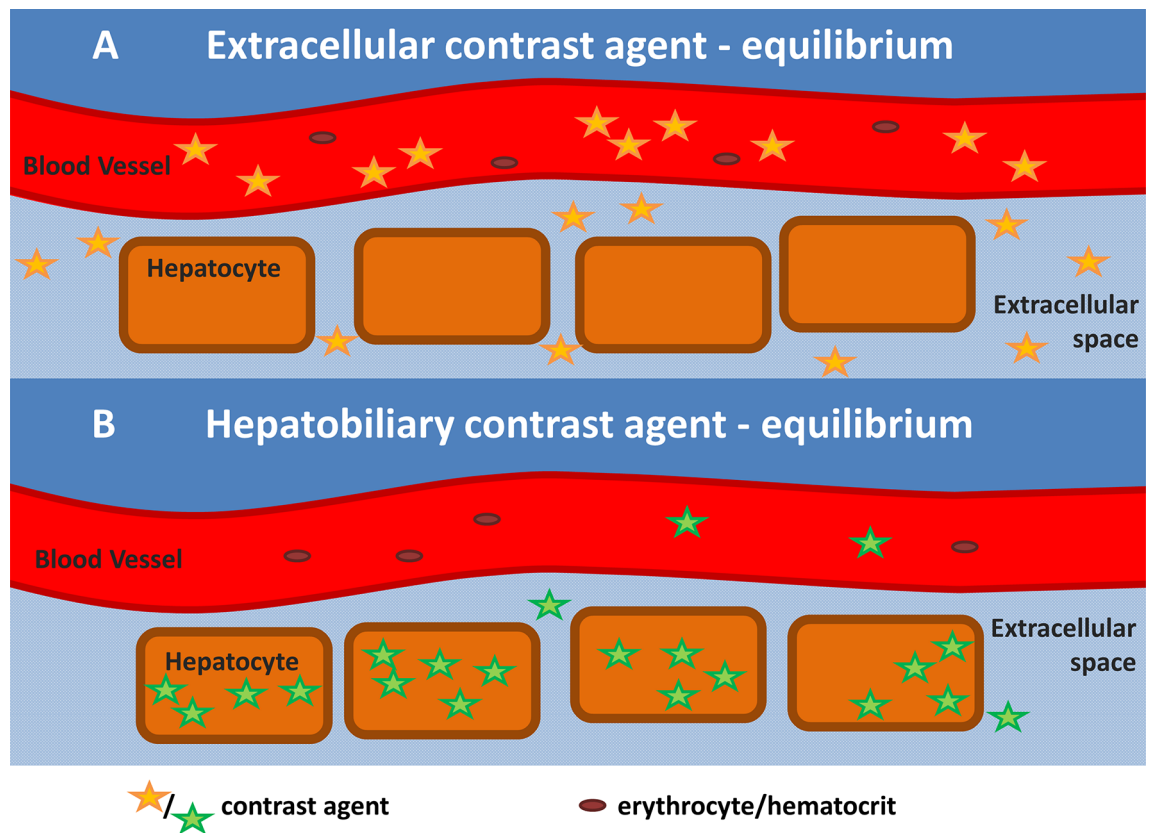 A Extracellular contrast agent - equilibrium
Blood Vessel
Hepatocyte
Extracellular
space
B Hepatobiliary contrast agent - equilibrium
Blood Vessel
Extracellular
space
Hepatocyte
/ contrast agent
erythrocyte/hematocrit